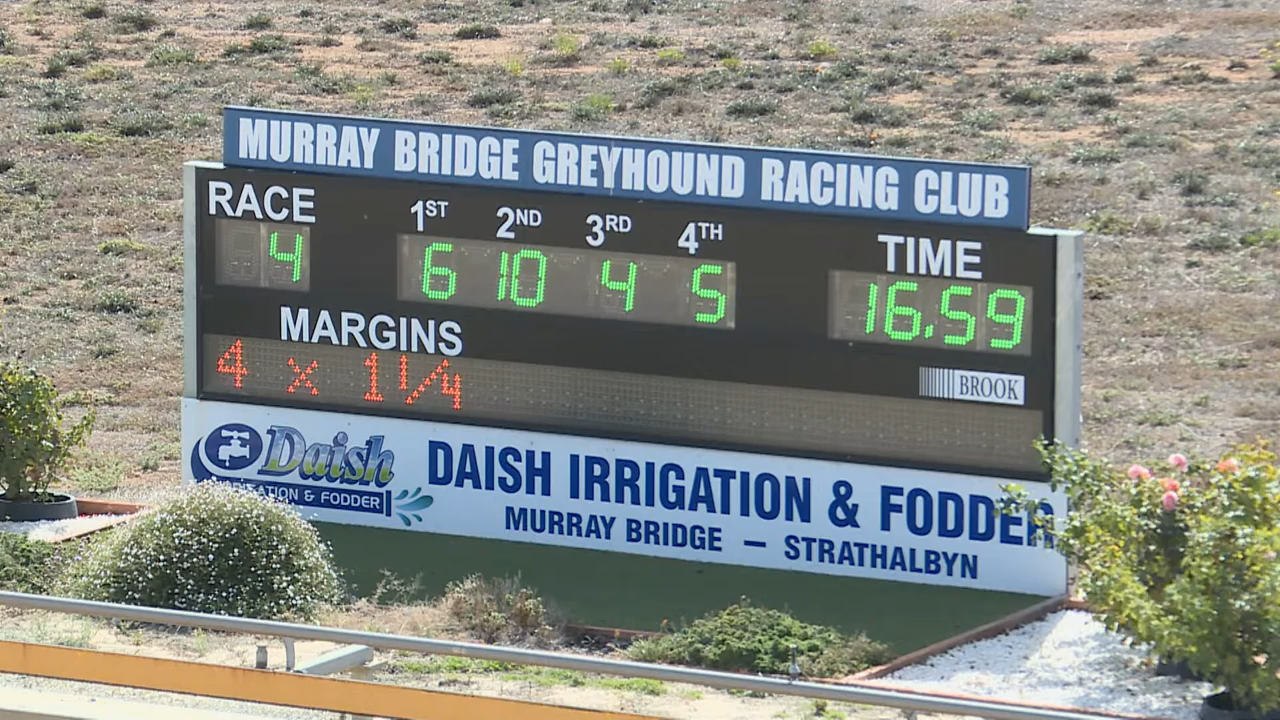 MURRAY BRIDGE GREYHOUND RACING CLUB
RACE 1ST 2ND 3RD 4TH TIME
4 6 10 4 5 16.59
MARGINS
4 x 1 1/4
BROOK
Daish
& FODDER
DAISH IRRIGATION & FODDER
MURRAY BRIDGE — STRATHALBYN